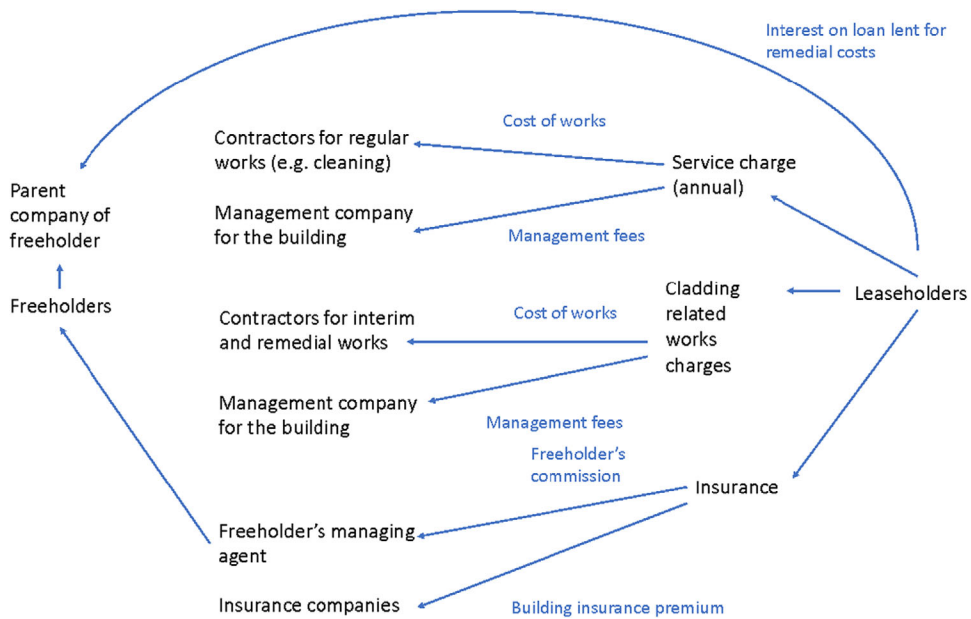 Interest on loan lent for
remedial costs
Cost of works
Contractors for regular
works (e.g. cleaning)
Service charge
(annual)
Parent
company of
freeholder
Management company
for the building
Management fees
Freeholders
Cladding
related
works
charges
Leaseholders
Contractors for interim
and remedial works
Cost of works
Management company
for the building
Management fees
Freeholder’s
commission
Insurance
Freeholder’s managing
agent
Insurance companies
Building insurance premium